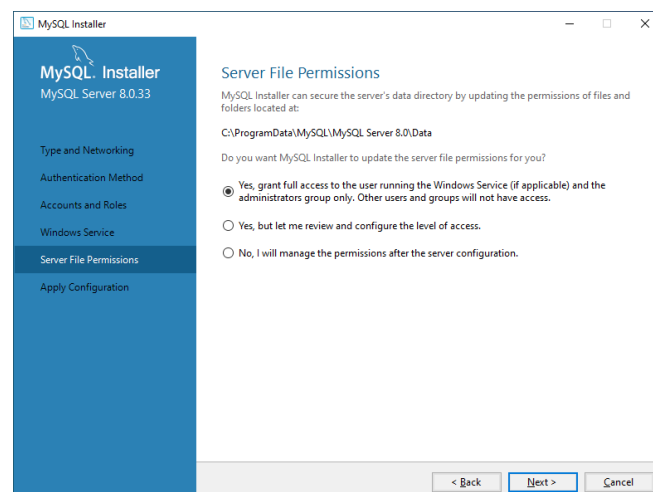 MySQL Installer
MySQL. Installer
MySQL Server 8.0.33
Type and Networking
Authentication Method
Accounts and Roles
Windows Service
Server File Permissions
Apply Configuration
Server File Permissions
MySQL Installer can secure the server's data directory by updating the permissions of files and
folders located at:
C:\ProgramData\MySQL\MySQL Server 8.0\Data
Do you want MySQL Installer to update the server file permissions for you?
Yes, grant full access to the user running the Windows Service (if applicable) and the
administrators group only. Other users and groups will not have access.
Yes, but let me review and configure the level of access.
No, I will manage the permissions after the server configuration.
< Back
Next >
Cancel